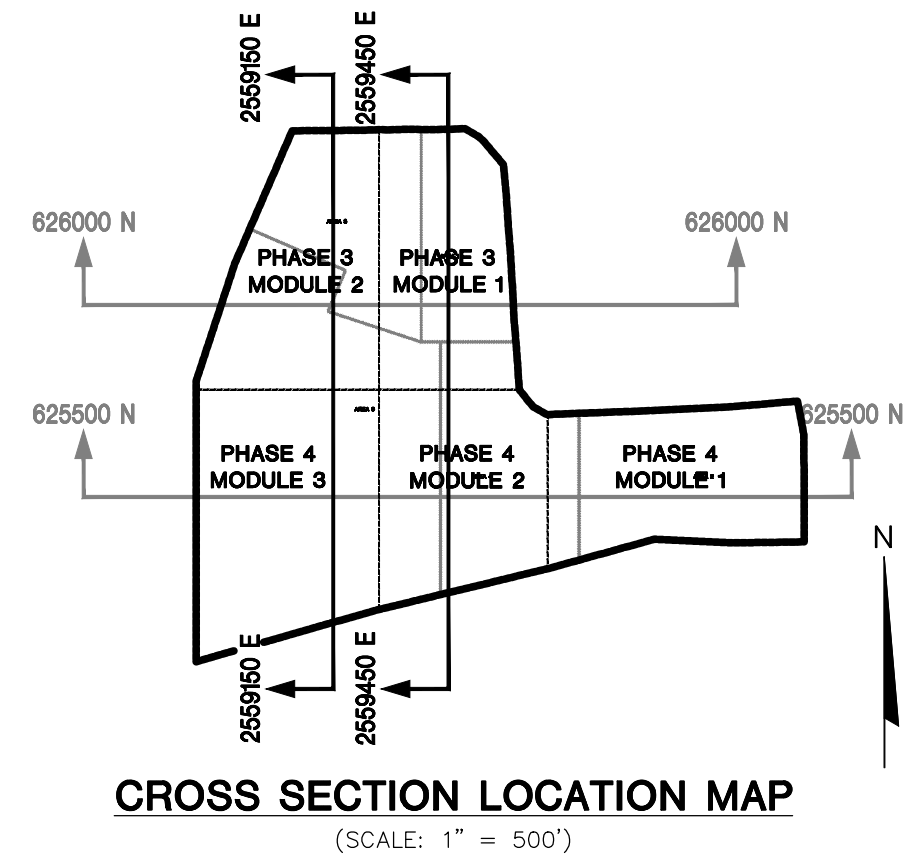 2559150 E
2559450 E
626000 N
626000 N
PHASE 3
MODULE 2
PHASE 3
MODULE 1
625500 N
625500 N
PHASE 4
MODULE 3
PHASE 4
MODULE 2
PHASE 4
MODULE 1
N
2559150 E
2559450 E
CROSS SECTION LOCATION MAP
(SCALE: 1" = 500')